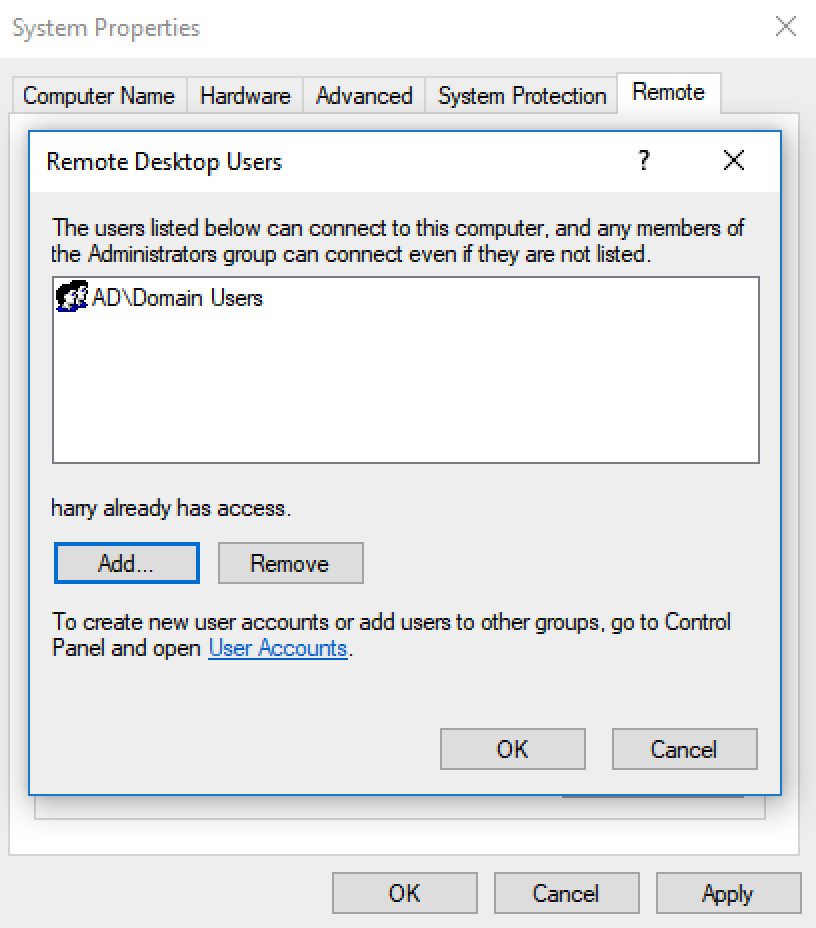 System Properties
Computer Name
Hardware
Advanced
System Protection
Remote
Remote Desktop Users
?
The users listed below can connect to this computer, and any members of
the Administrators group can connect even if they are not listed.
AD\Domain Users
harry already has access.
Add...
Remove
To create new user accounts or add users to other groups, go to Control
Panel and open User Accounts.
OK
Cancel
OK
Cancel
Apply